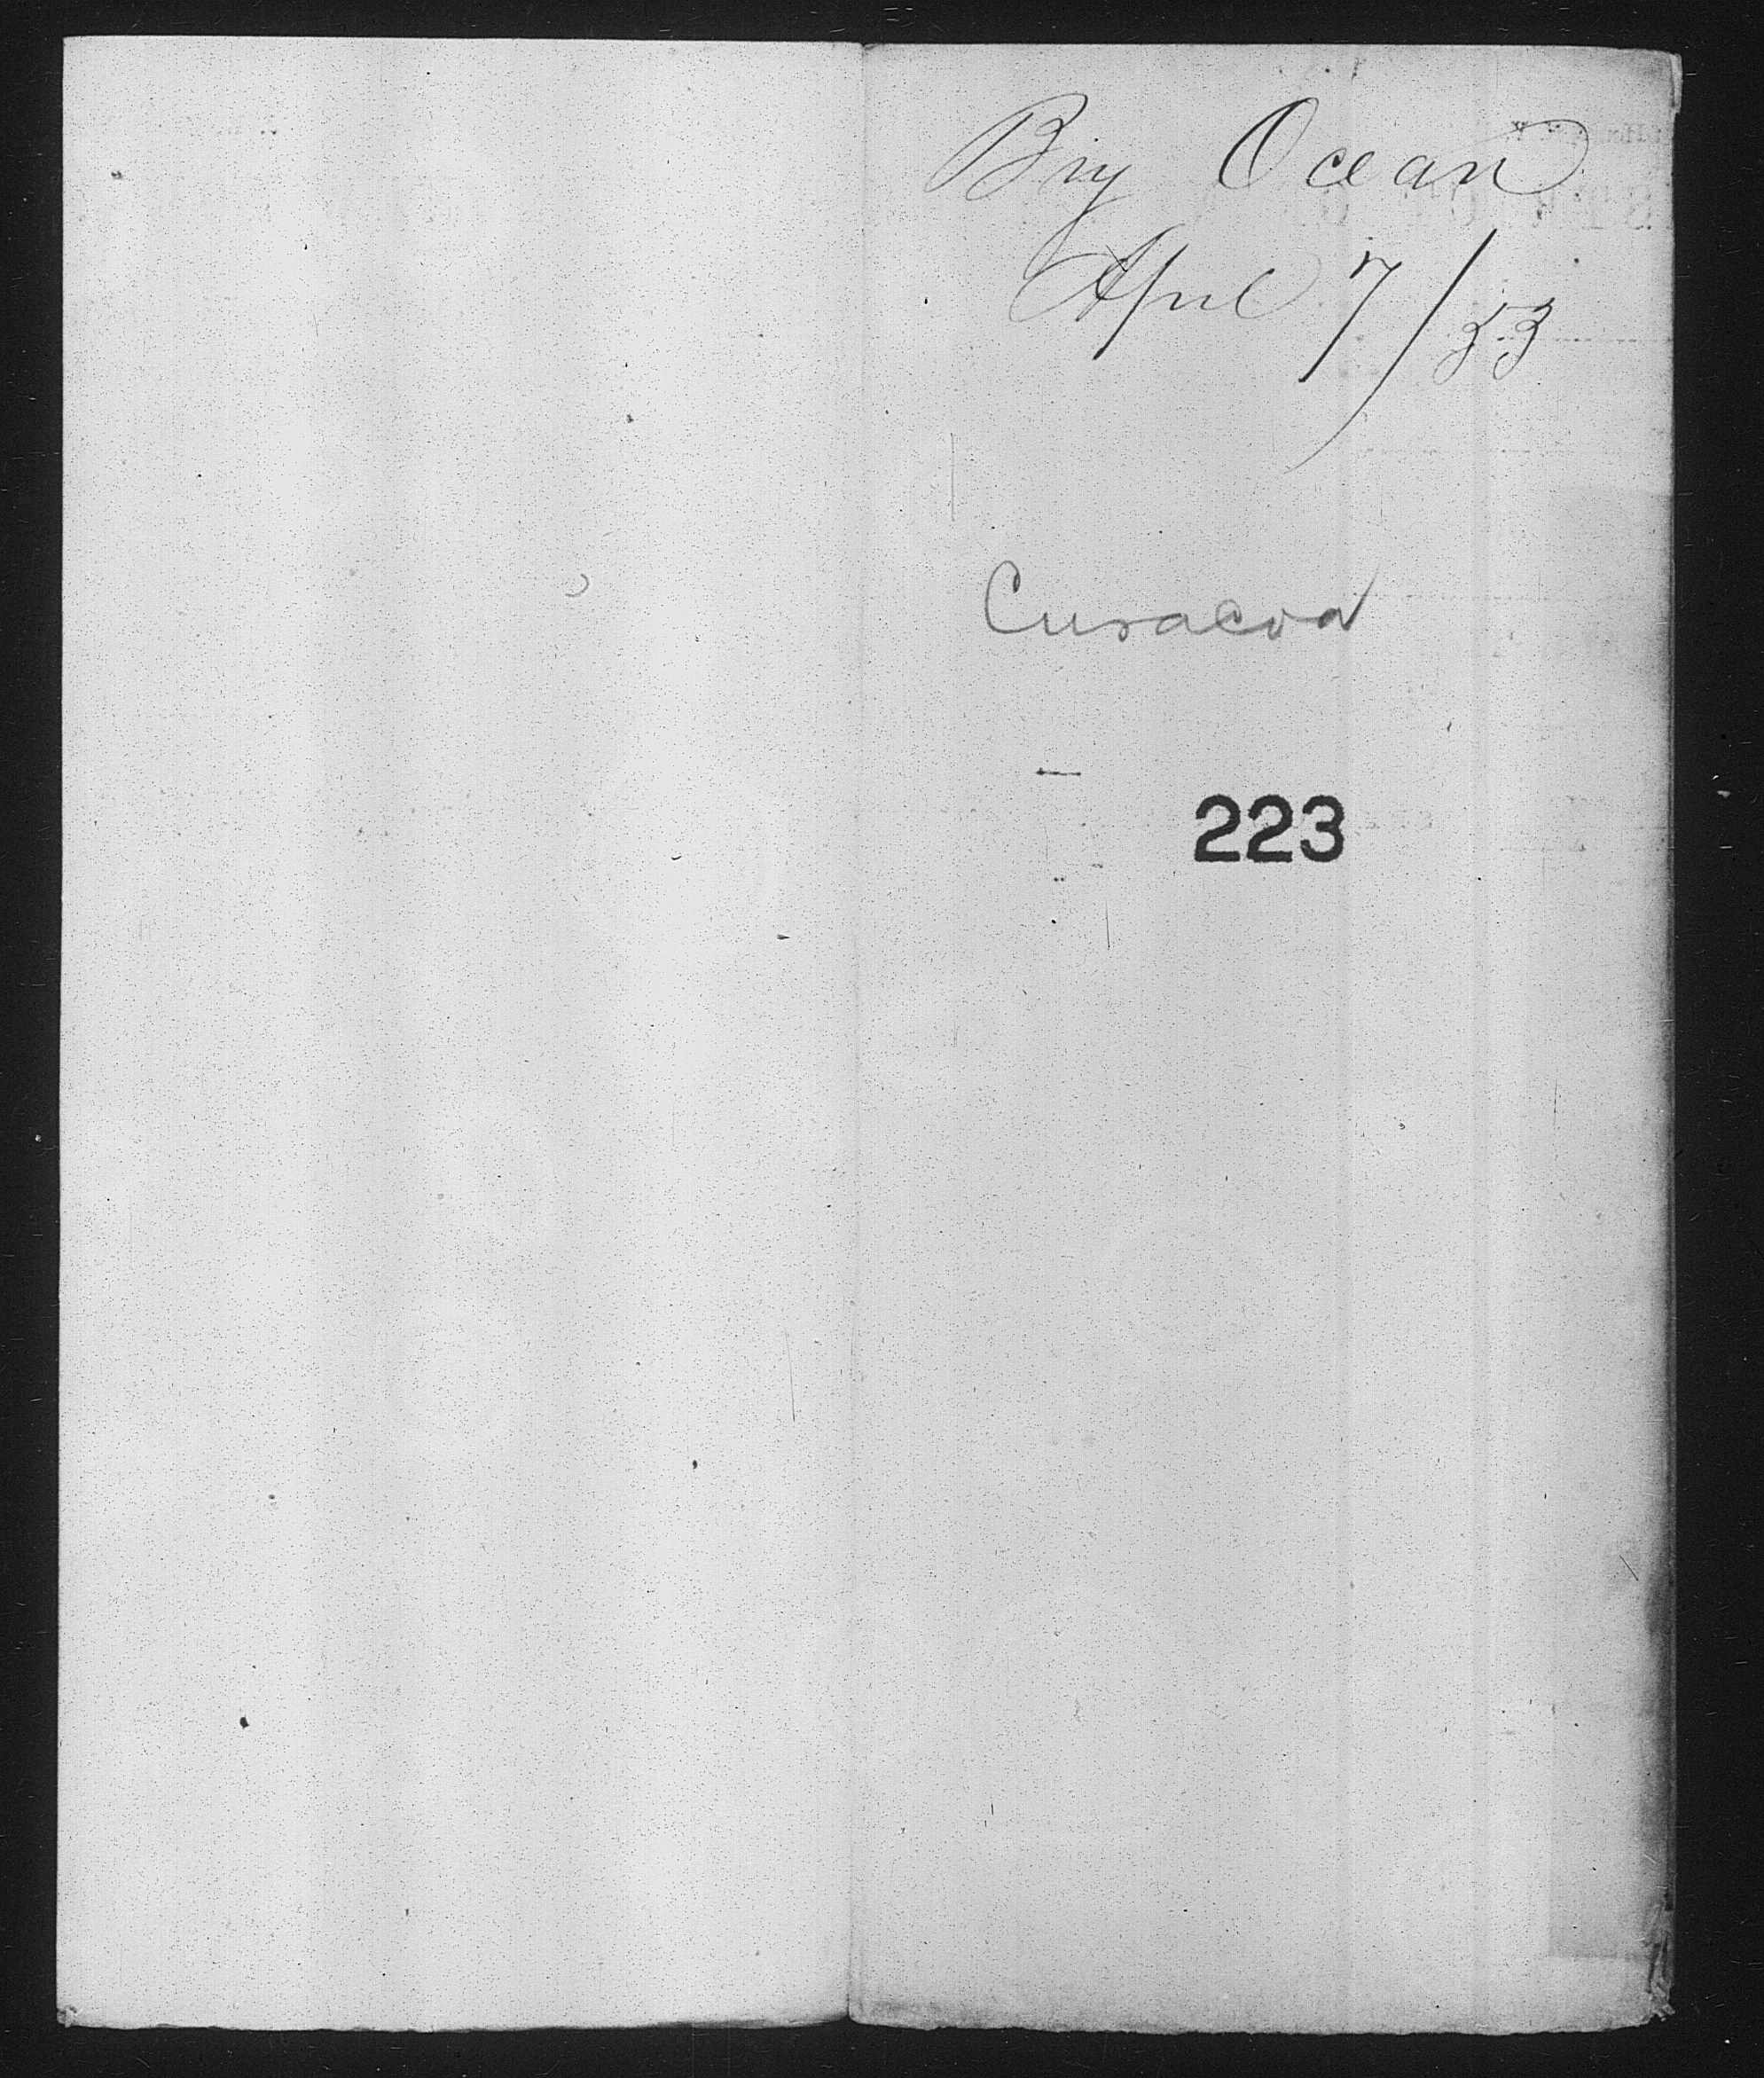 Brig Ocean
April 7/53
Curacoa
223